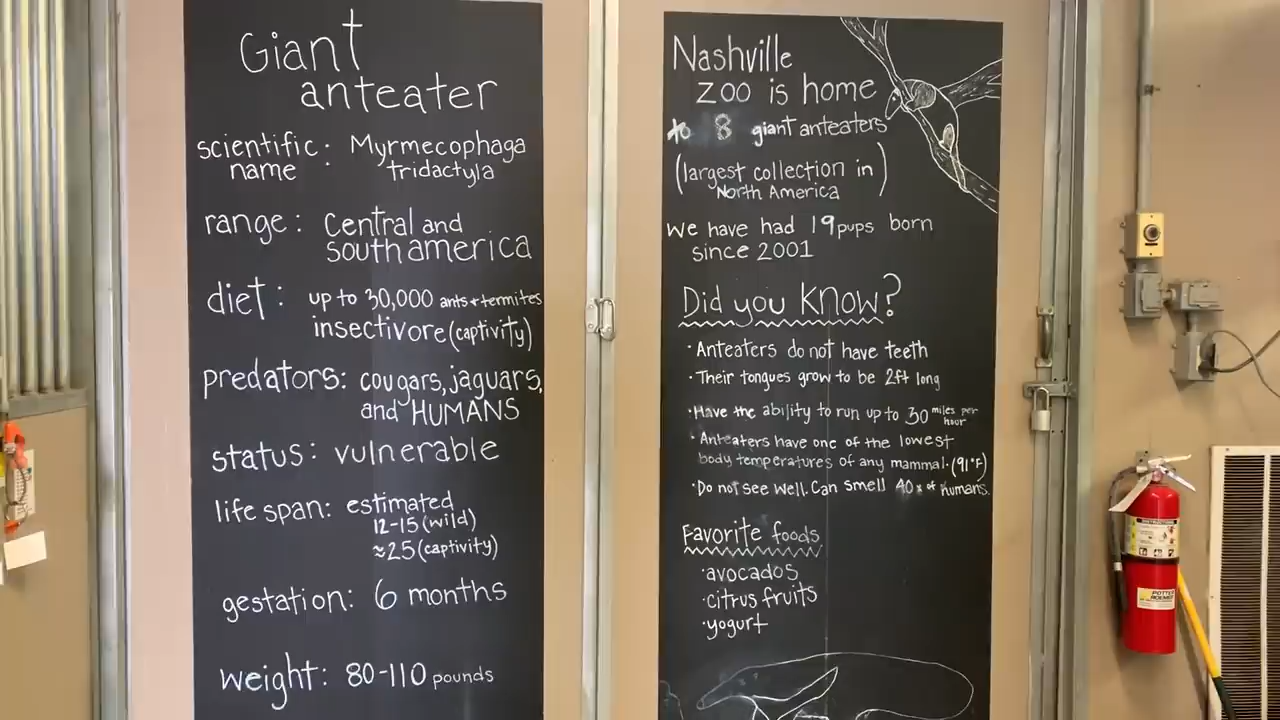 Giant
anteater
scientific : Myrmecophaga
name tridactyla
range : Central and
south america
diet : up to 30,000 ants + termites
insectivore (captivity)
predators: cougars, jaguars,
and HUMANS
status: vulnerable
life span: estimated
12-15 (wild)
≈25 (captivity)
gestation: 6 months
weight: 80-110 pounds
Nashville
zoo is home
to 8 giant anteaters
(largest collection in
North America)
We have had 19 pups born
since 2001
Did you know?
· Anteaters do not have teeth
· Their tongues grow to be 2ft long
· Have the ability to run up to 30 miles per
hour
· Anteaters have one of the lowest
body temperatures of any mammal. (91°F)
· Do not see well. Can smell 40x of humans.
Favorite foods
· avocados
· citrus fruits
· yogurt